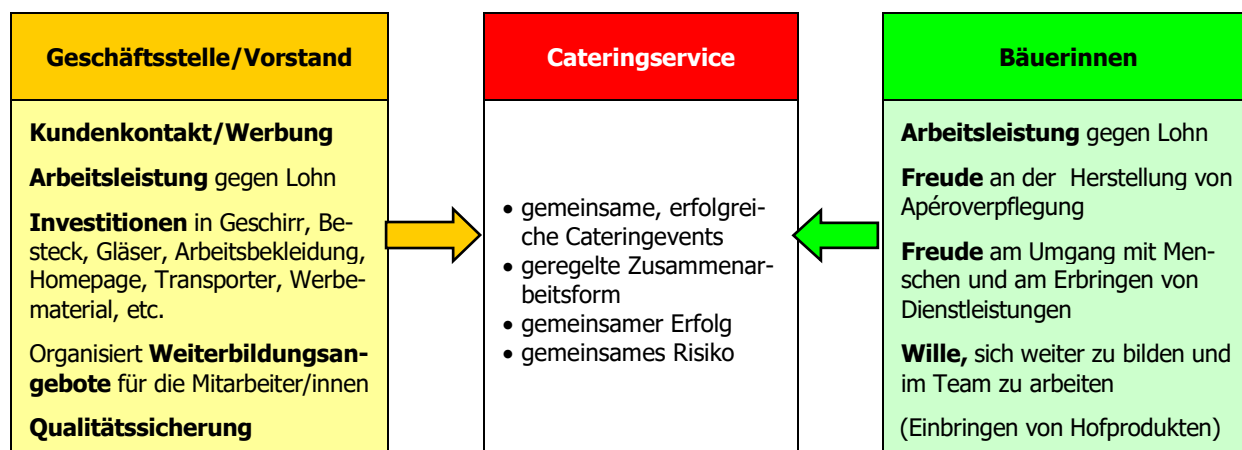 Geschäftsstelle/Vorstand
Kundenkontakt/Werbung
Arbeitsleistung gegen Lohn
Investitionen in Geschirr, Be-
steck, Gläser, Arbeitsbekleidung,
Homepage, Transporter, Werbe-
material, etc.
Organisiert Weiterbildungsan-
gebote für die Mitarbeiter/innen
Qualitätssicherung
Cateringservice
• gemeinsame, erfolgrei-
che Cateringevents
• geregelte Zusammenar-
beitsform
• gemeinsamer Erfolg
• gemeinsames Risiko
Bäuerinnen
Arbeitsleistung gegen Lohn
Freude an der Herstellung von
Apéroverpflegung
Freude am Umgang mit Men-
schen und am Erbringen von
Dienstleistungen
Wille, sich weiter zu bilden und
im Team zu arbeiten
(Einbringen von Hofprodukten)